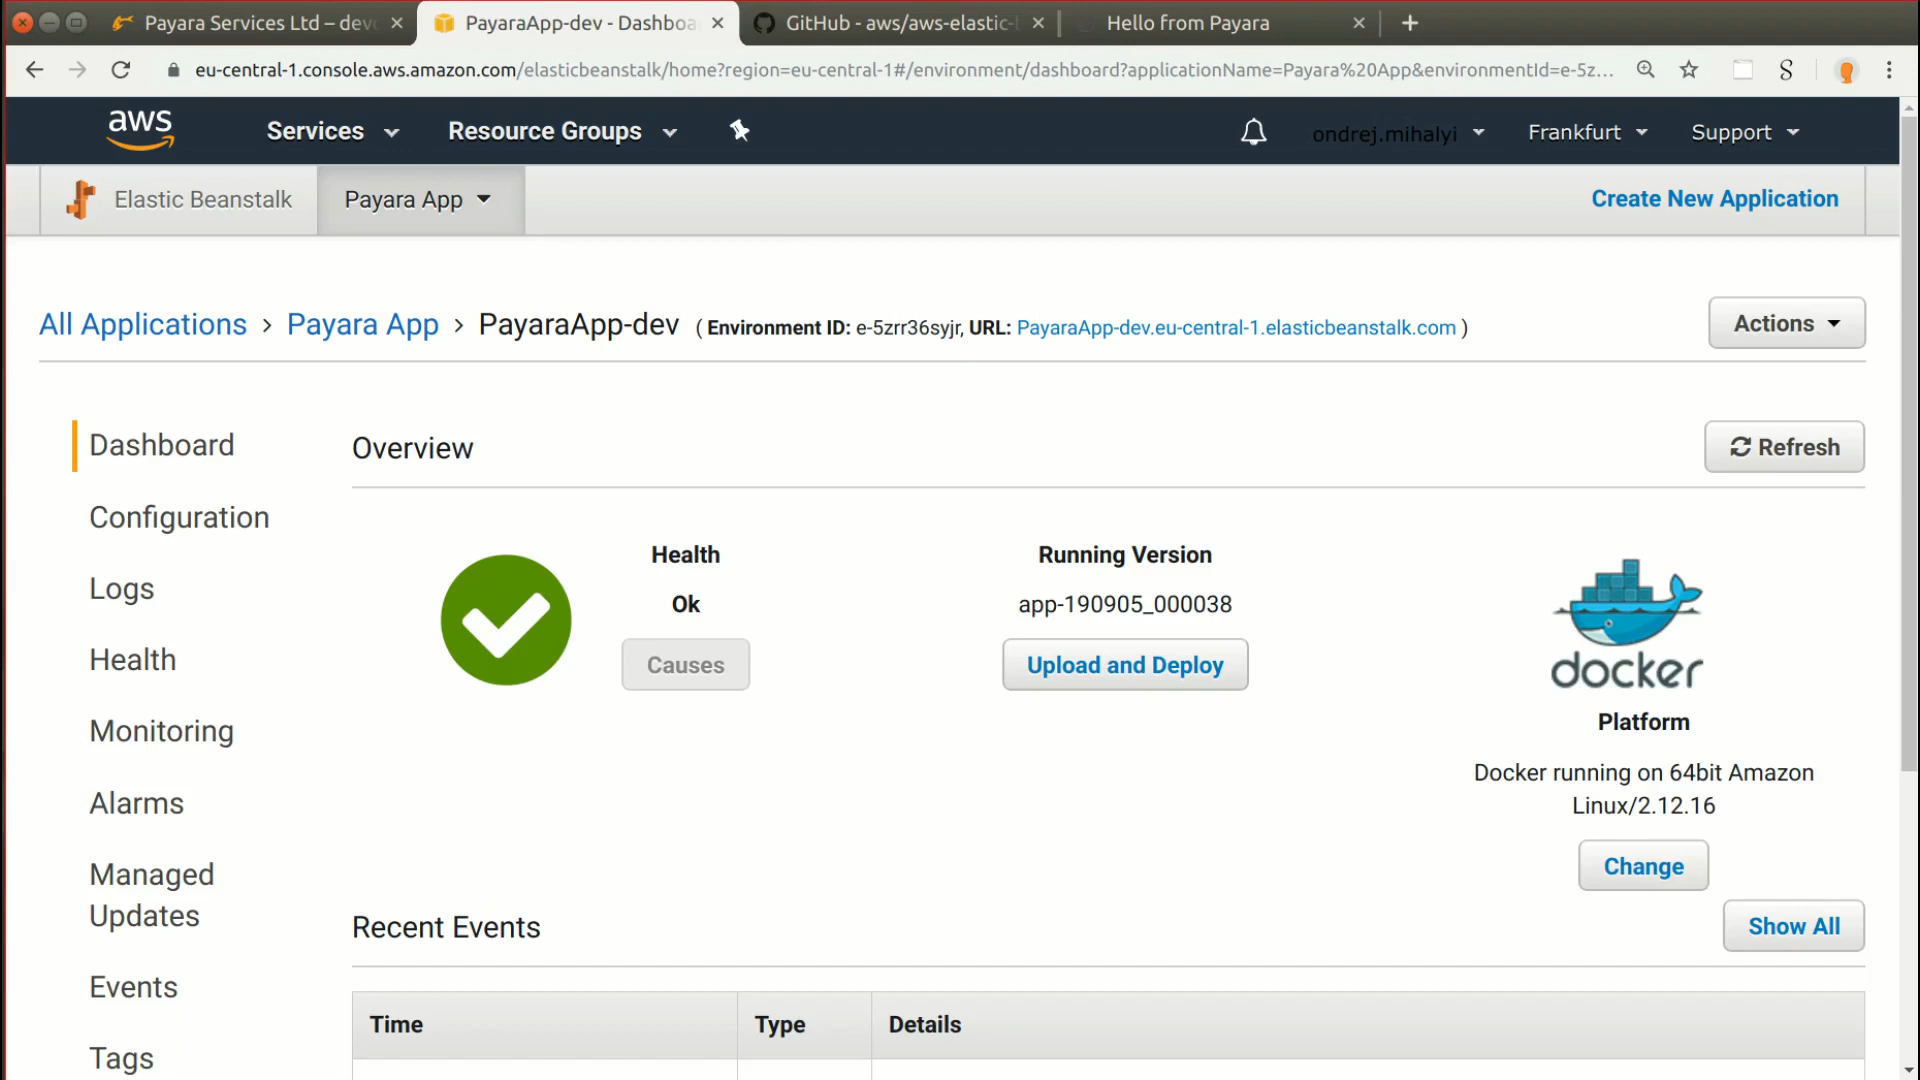 Payara Services Ltd – dev
PayaraApp-dev - Dashboa
GitHub - aws/aws-elastic-
Hello from Payara
eu-central-1.console.aws.amazon.com/elasticbeanstalk/home?region=eu-central-1#/environment/dashboard?applicationName=Payara%20App&environmentId=e-5z...
aws
Services
Resource Groups
ondrej.mihalyi
Frankfurt
Support
Elastic Beanstalk
Payara App
Create New Application
All Applications › Payara App › PayaraApp-dev ( Environment ID: e-5zrr36syjr, URL: PayaraApp-dev.eu-central-1.elasticbeanstalk.com )
Actions
Dashboard
Configuration
Logs
Health
Monitoring
Alarms
Managed
Updates
Events
Tags
Overview
Refresh
Health
Ok
Causes
Running Version
app-190905_000038
Upload and Deploy
docker
Platform
Docker running on 64bit Amazon
Linux/2.12.16
Change
Recent Events
Show All
Time
Type
Details